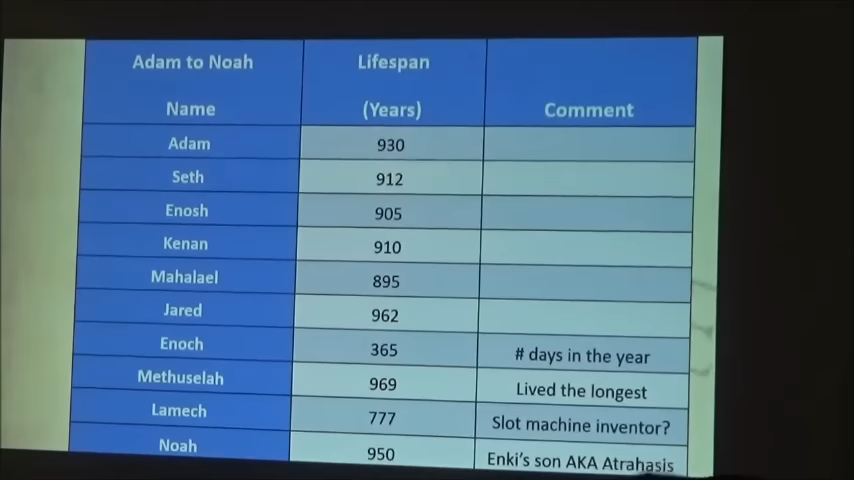 Adam to Noah Lifespan
Name (Years) Comment
Adam 930
Seth 912
Enosh 905
Kenan 910
Mahalael 895
Jared 962
Enoch 365 # days in the year
Methuselah 969 Lived the longest
Lamech 777 Slot machine inventor?
Noah 950 Enki's son AKA Atrahasis